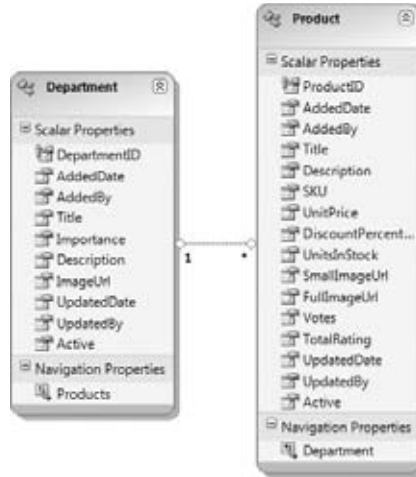 Department
Scalar Properties
DepartmentID
AddedDate
AddedBy
Title
Importance
Description
ImageUrl
UpdatedDate
UpdatedBy
Active
Navigation Properties
Products
1
*
Product
Scalar Properties
ProductID
AddedDate
AddedBy
Title
Description
SKU
UnitPrice
DiscountPercent...
UnitsInStock
SmallImageUrl
FullImageUrl
Votes
TotalRating
UpdatedDate
UpdatedBy
Active
Navigation Properties
Department